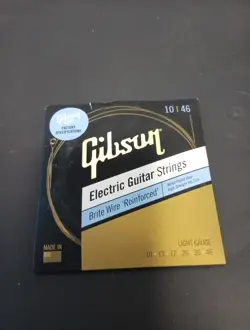 Gibson
FACTORY
SPECIFICATIONS
10 | 46
Gibson
Electric Guitar Strings
Brite Wire 'Reinforced'
MADE IN
LIGHT GAUGE
10 13 17 26 36 46